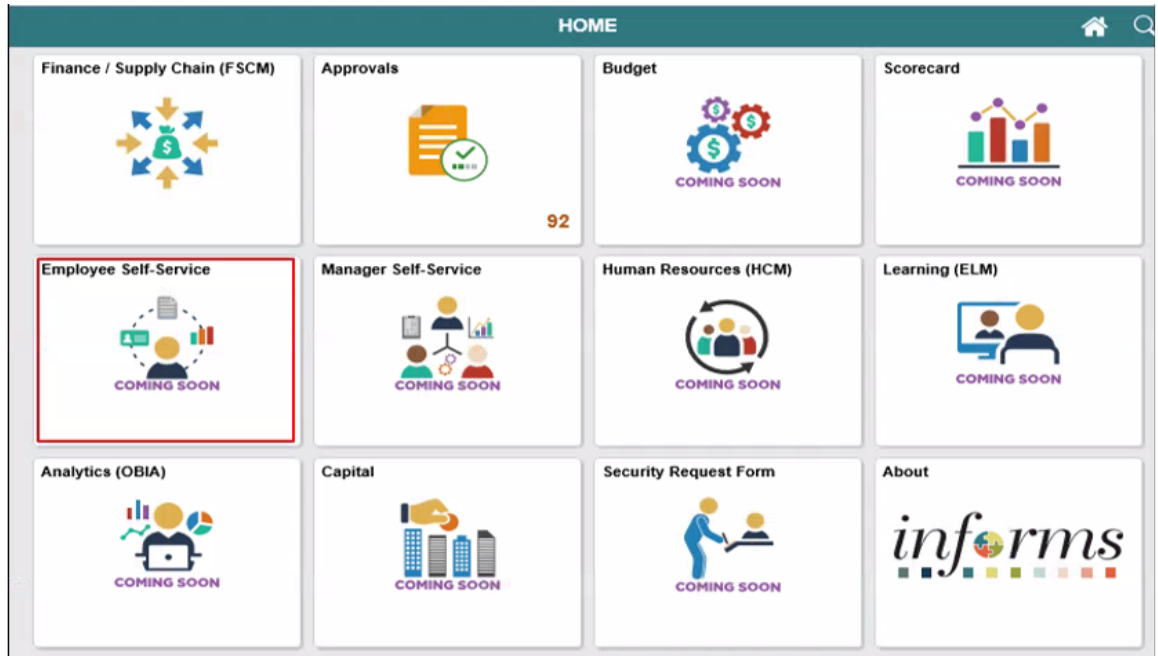 HOME
Finance / Supply Chain (FSCM)
Approvals
92
Budget
COMING SOON
Scorecard
COMING SOON
Employee Self-Service
COMING SOON
Manager Self-Service
COMING SOON
Human Resources (HCM)
COMING SOON
Learning (ELM)
COMING SOON
Analytics (OBIA)
COMING SOON
Capital
COMING SOON
Security Request Form
COMING SOON
About
informs